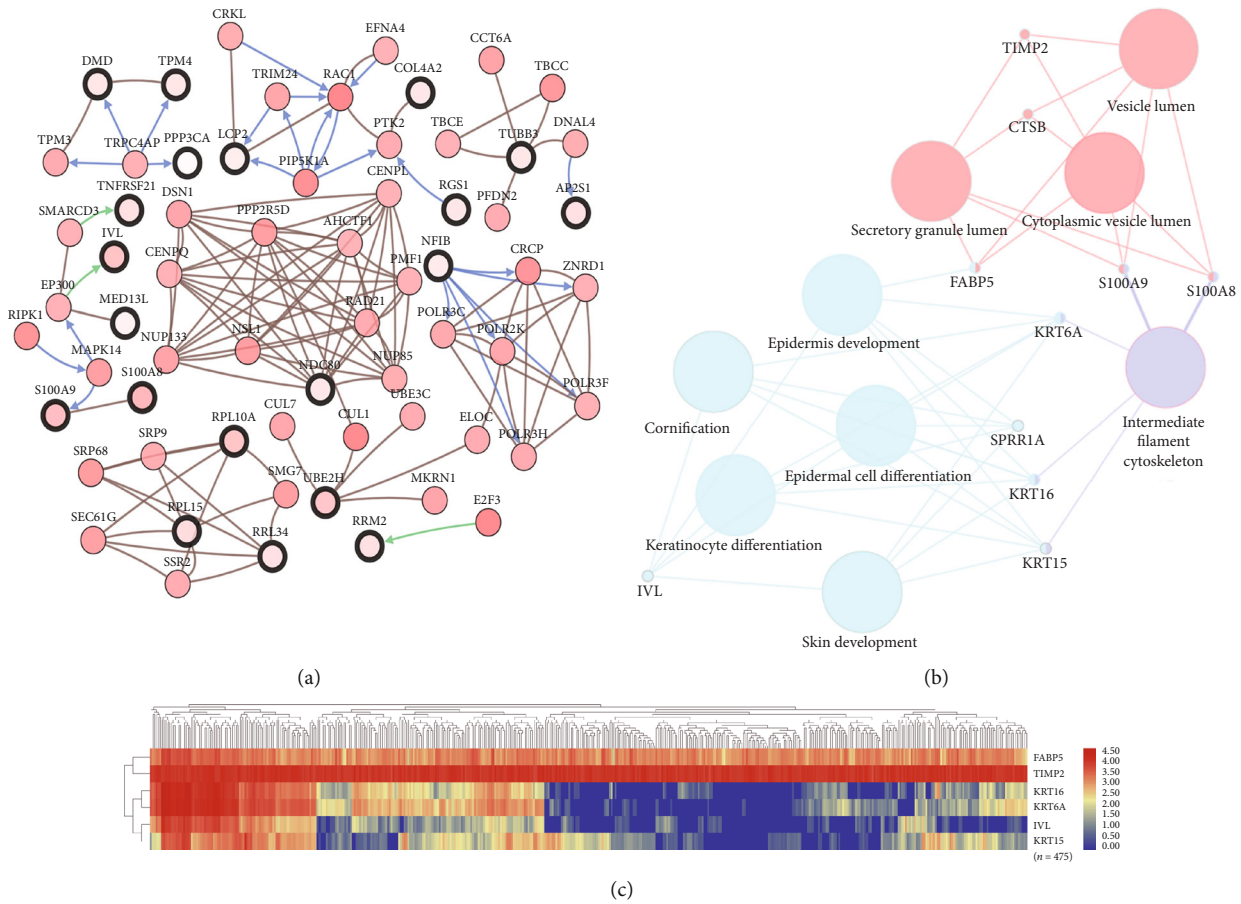 CRKL
EFNA4
DMD
TPM4
TRIM24
RAC1
COL4A2
CCT6A
TBCC
TPM3
TRPC4AP
PPP3CA
LCP2
PTK2
TBCE
TUBB3
DNAL4
PIP5K1A
CENPL
TNFRSF21
DSN1
PPP2R5D
AHCTF1
RGS1
PFDN2
AP2S1
SMARCD3
IVL
CENPQ
PMF1
NFIB
CRCP
ZNRD1
EP300
MED13L
RAD21
POLR3C
POLR2K
RIPK1
MAPK14
NUP133
NSL1
NUP85
NDC80
POLR3F
S100A9
S100A8
UBE3C
CUL7
CUL1
ELOC
POLR3H
RPL10A
SRP9
SRP68
SMG7
UBE2H
MKRN1
E2F3
SEC61G
RPL15
RRL34
RRM2
SSR2
(a)
TIMP2
Vesicle lumen
CTSB
Secretory granule lumen
Cytoplasmic vesicle lumen
FABP5
S100A9
S100A8
Epidermis development
KRT6A
Cornification
SPRR1A
Intermediate
filament
cytoskeleton
Epidermal cell differentiation
KRT16
Keratinocyte differentiation
KRT15
IVL
Skin development
(b)
FABP5
TIMP2
KRT16
KRT6A
IVL
KRT15
(n = 475)
4.50
4.00
3.50
3.00
2.50
2.00
1.50
1.00
0.50
0.00
(c)